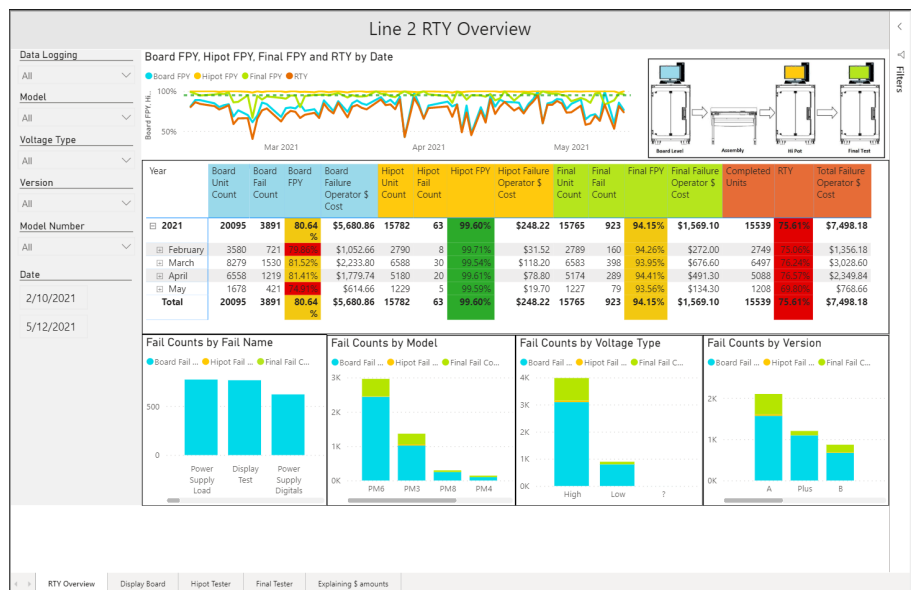 Line 2 RTY Overview
Data Logging
All
Model
All
Voltage Type
All
Version
All
Model Number
All
Date
2/10/2021
5/12/2021
Board FPY, Hipot FPY, Final FPY and RTY by Date
Board FPY Hipot FPY Final FPY RTY
Board FPY, Hi...
100%
50%
Mar 2021 Apr 2021 May 2021
Board Level Assembly Hi Pot Final Test
Filters
Year Board Unit Count Board Fail Count Board FPY Board Failure Operator $ Cost Hipot Unit Count Hipot Fail Count Hipot FPY Hipot Failure Operator $ Cost Final Unit Count Final Fail Count Final FPY Final Failure Operator $ Cost Completed Units RTY Total Failure Operator $ Cost
2021 20095 3891 80.64% $5,680.86 15782 63 99.60% $248.22 15765 923 94.15% $1,569.10 15539 75.61% $7,498.18
February 3580 721 $1,052.66 2790 8 99.71% $31.52 2789 160 94.26% $272.00 2749 $1,356.18
March 8279 1530 81.52% $2,233.80 6588 30 99.54% $118.20 6583 398 93.95% $676.60 6497 $3,028.60
April 6558 1219 81.41% $1,779.74 5180 20 99.61% $78.80 5174 289 94.41% $491.30 5088 76.57% $2,349.84
May 1678 421 $614.66 1229 5 99.59% $19.70 1227 79 93.56% $134.30 1208 $768.66
Total 20095 3891 80.64% $5,680.86 15782 63 99.60% $248.22 15765 923 94.15% $1,569.10 15539 75.61% $7,498.18
Fail Counts by Fail Name
Board Fail ... Hipot Fail ... Final Fail C...
500
0
Power Supply Load Display Test Power Supply Digitals
Fail Counts by Model
Board Fail ... Hipot Fail ... Final Fail Co...
3K
2K
1K
0K
PM6 PM3 PM8 PM4
Fail Counts by Voltage Type
Board Fail ... Hipot Fail ... Final Fail C...
4K
3K
2K
1K
0K
High Low ?
Fail Counts by Version
Board Fail ... Hipot Fail ... Final Fail C...
2K
1K
0K
A Plus B
RTY Overview Display Board Hipot Tester Final Tester Explaining $ amounts